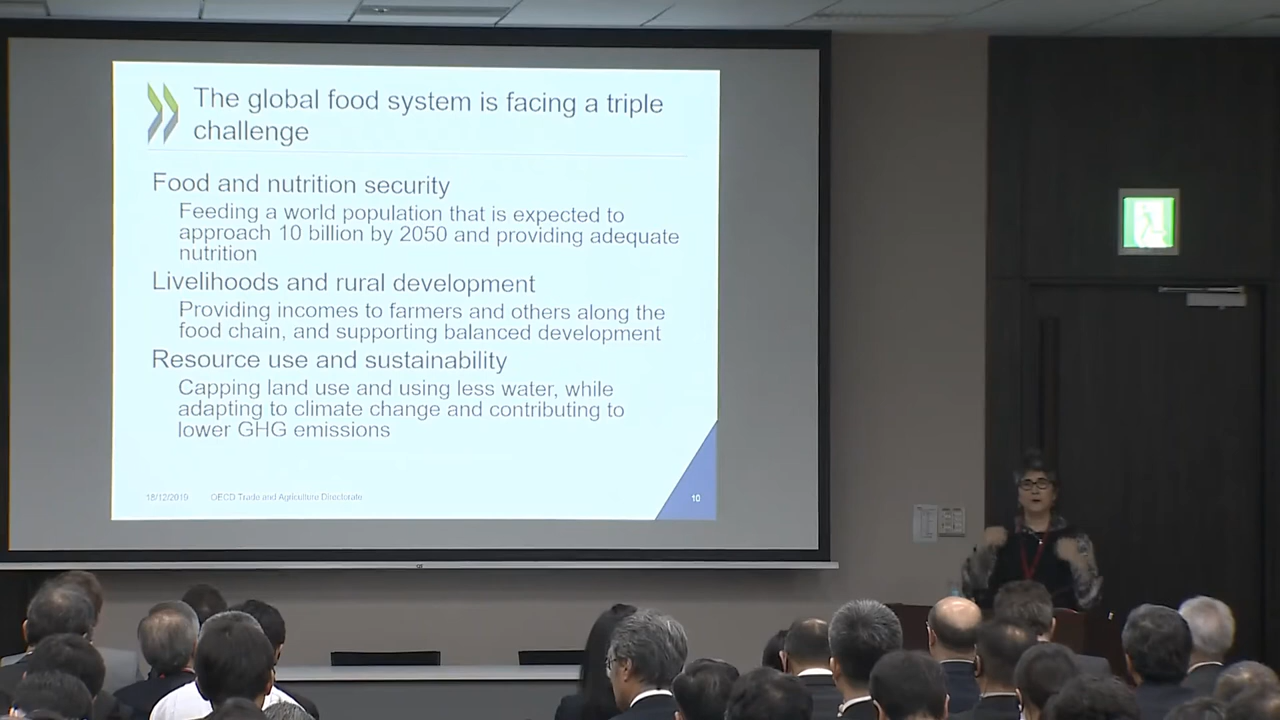 The global food system is facing a triple
challenge
Food and nutrition security
Feeding a world population that is expected to
approach 10 billion by 2050 and providing adequate
nutrition
Livelihoods and rural development
Providing incomes to farmers and others along the
food chain, and supporting balanced development
Resource use and sustainability
Capping land use and using less water, while
adapting to climate change and contributing to
lower GHG emissions
18/12/2019 OECD Trade and Agriculture Directorate 10